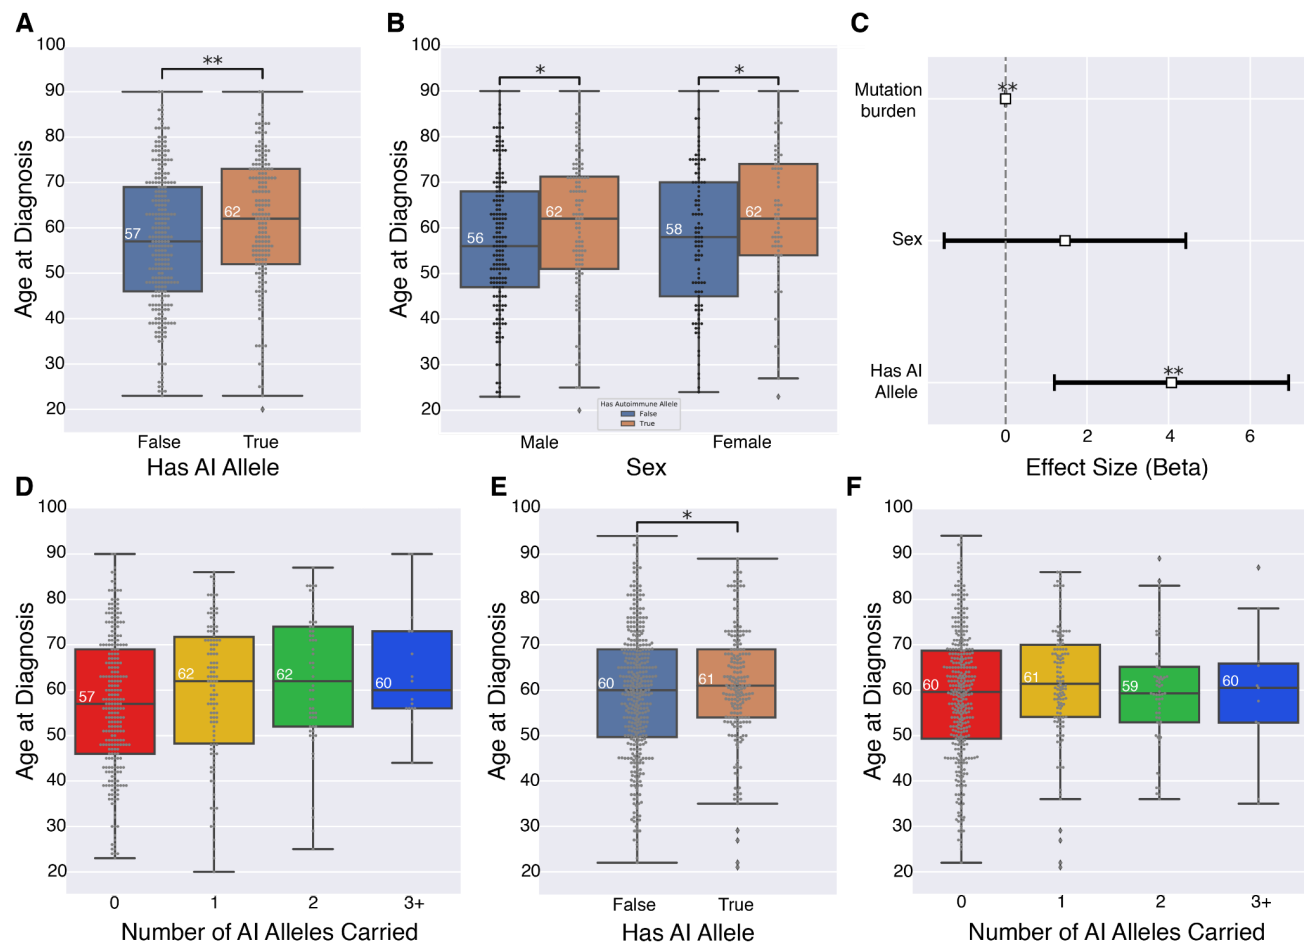 A
100
90
80
70
60
50
40
30
20
Age at Diagnosis
**
57
62
False
True
Has AI Allele
B
100
90
80
70
60
50
40
30
20
Age at Diagnosis
*
*
56
62
58
62
Has Autoimmune Allele
False
True
Male
Female
Sex
C
Mutation
burden
**
Sex
Has AI
Allele
**
0
2
4
6
Effect Size (Beta)
D
100
90
80
70
60
50
40
30
20
Age at Diagnosis
57
62
62
60
0
1
2
3+
Number of AI Alleles Carried
E
100
90
80
70
60
50
40
30
20
Age at Diagnosis
*
60
61
False
True
Has AI Allele
F
100
90
80
70
60
50
40
30
20
Age at Diagnosis
60
61
59
60
0
1
2
3+
Number of AI Alleles Carried